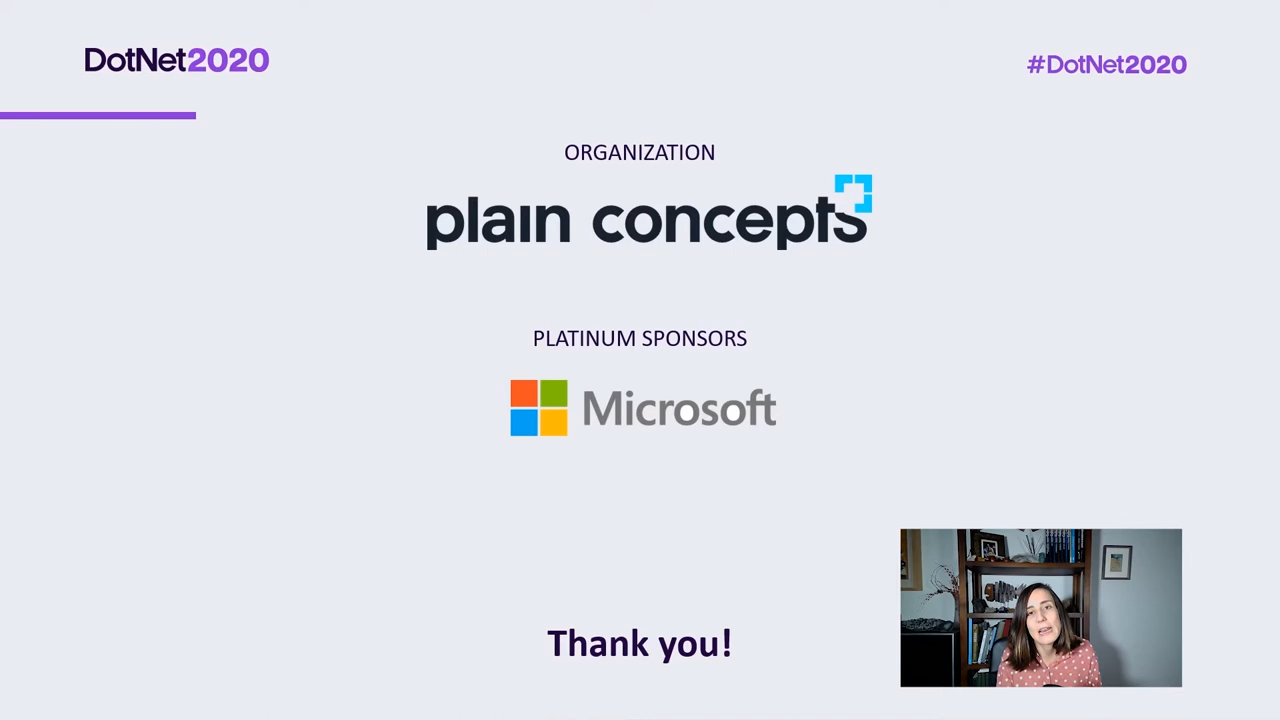 DotNet2020
#DotNet2020
ORGANIZATION
plain concepts
PLATINUM SPONSORS
Microsoft
Thank you!